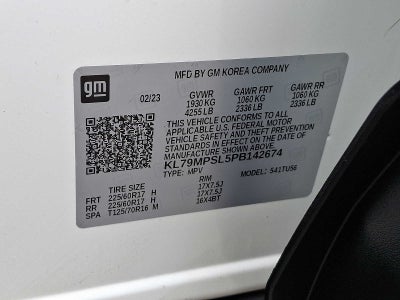 gm
MFD BY GM KOREA COMPANY
02/23 GVWR GAWR FRT GAWR RR
1930 KG 1060 KG 1060 KG
4255 LB 2336 LB 2336 LB
THIS VEHICLE CONFORMS TO ALL
APPLICABLE U.S. FEDERAL MOTOR
VEHICLE SAFETY AND THEFT PREVENTION
STANDARDS IN EFFECT ON THE DATE OF
MANUFACTURE SHOWN ABOVE.
KL79MPSL5PB142674
TYPE: MPV MODEL: S41TU56
TIRE SIZE RIM
FRT 225/60R17 H 17X7.5J
RR 225/60R17 H 17X7.5J
SPA T125/70R16 M 16X4BT